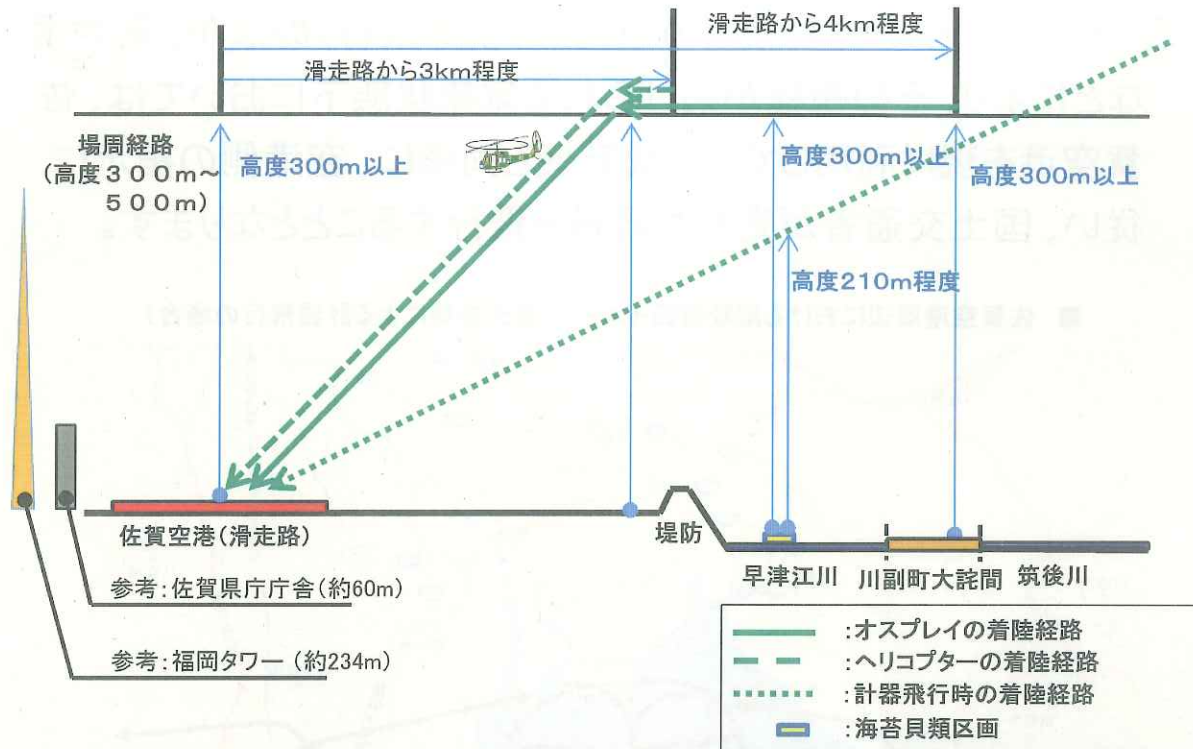 滑走路から4km程度
滑走路から3km程度
場周経路
(高度300m~
500m)
高度300m以上
高度300m以上
高度300m以上
高度210m程度
佐賀空港(滑走路)
堤防
早津江川
川副町大詫間
筑後川
参考:佐賀県庁庁舎(約60m)
参考:福岡タワー (約234m)
:オスプレイの着陸経路
:ヘリコプターの着陸経路
:計器飛行時の着陸経路
:海苔貝類区画